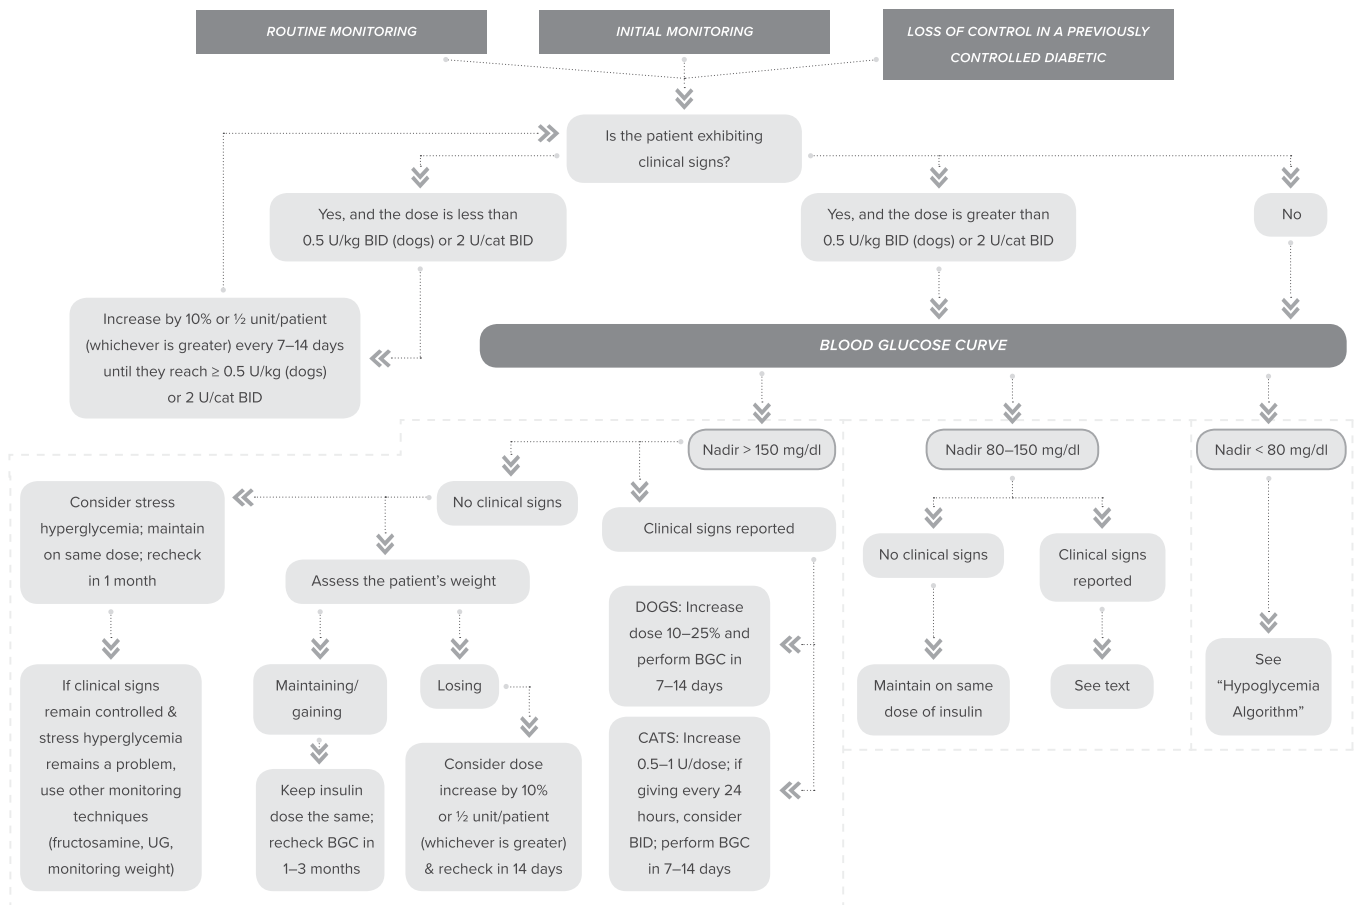 ROUTINE MONITORING
INITIAL MONITORING
LOSS OF CONTROL IN A PREVIOUSLY
CONTROLLED DIABETIC
Is the patient exhibiting
clinical signs?
Yes, and the dose is less than
0.5 U/kg BID (dogs) or 2 U/cat BID
Yes, and the dose is greater than
0.5 U/kg BID (dogs) or 2 U/cat BID
No
Increase by 10% or ½ unit/patient
(whichever is greater) every 7–14 days
until they reach ≥ 0.5 U/kg (dogs)
or 2 U/cat BID
BLOOD GLUCOSE CURVE
Nadir > 150 mg/dl
Nadir 80–150 mg/dl
Nadir < 80 mg/dl
Consider stress
hyperglycemia; maintain
on same dose; recheck
in 1 month
No clinical signs
Clinical signs reported
Assess the patient’s weight
No clinical signs
Clinical signs
reported
DOGS: Increase
dose 10–25% and
perform BGC in
7–14 days
If clinical signs
remain controlled &
stress hyperglycemia
remains a problem,
use other monitoring
techniques
(fructosamine, UG,
monitoring weight)
Maintaining/
gaining
Losing
Maintain on same
dose of insulin
See text
See
“Hypoglycemia
Algorithm”
Keep insulin
dose the same;
recheck BGC in
1–3 months
Consider dose
increase by 10%
or ½ unit/patient
(whichever is greater)
& recheck in 14 days
CATS: Increase
0.5–1 U/dose; if
giving every 24
hours, consider
BID; perform BGC
in 7–14 days